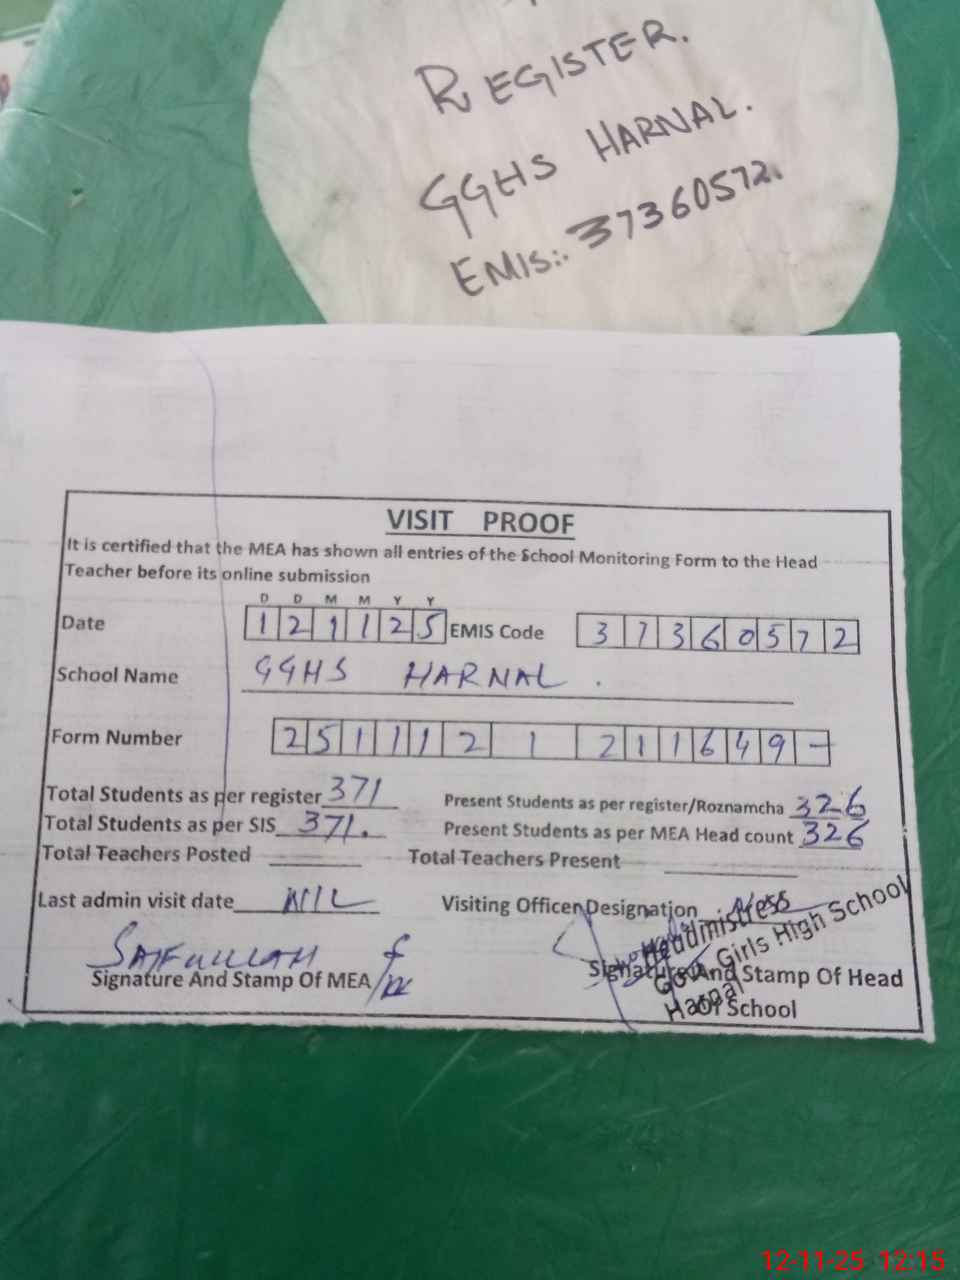 REGISTER.
GGHS HARNAL.
EMIS:. 37360572.
VISIT PROOF
It is certified that the MEA has shown all entries of the School Monitoring Form to the Head
Teacher before its online submission
D D M M Y Y
Date 1 2 1 1 2 5 EMIS Code 3 7 3 6 0 5 7 2
School Name GGHS HARNAL .
Form Number 2 5 1 1 1 2 1 2 1 1 6 4 9 -
Total Students as per register 371 Present Students as per register/Roznamcha 326
Total Students as per SIS 371. Present Students as per MEA Head count 326
Total Teachers Posted Total Teachers Present
Last admin visit date NIL Visiting Officer Designation
SAIFULLAH
Signature And Stamp Of MEA Signature And Stamp Of Head
Of School
Headmistress
Govt. Girls High School
Harnal
12-11-25 12:15